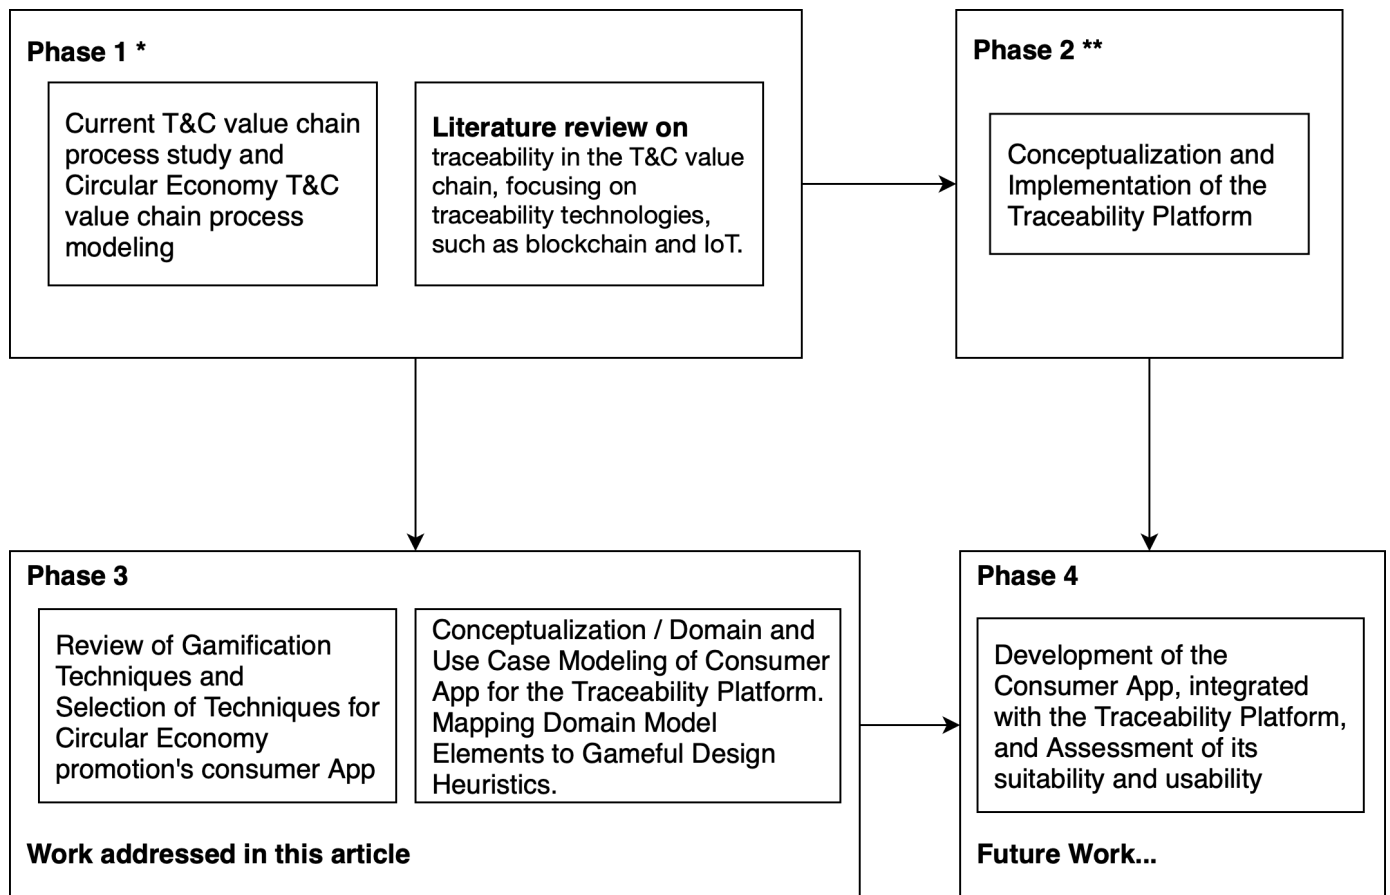 Phase 1 *
Current T&C value chain
process study and
Circular Economy T&C
value chain process
modeling
Literature review on
traceability in the T&C value
chain, focusing on
traceability technologies,
such as blockchain and IoT.
Phase 2 **
Conceptualization and
Implementation of the
Traceability Platform
Phase 3
Review of Gamification
Techniques and
Selection of Techniques for
Circular Economy
promotion's consumer App
Conceptualization / Domain and
Use Case Modeling of Consumer
App for the Traceability Platform.
Mapping Domain Model
Elements to Gameful Design
Heuristics.
Work addressed in this article
Phase 4
Development of the
Consumer App, integrated
with the Traceability Platform,
and Assessment of its
suitability and usability
Future Work...